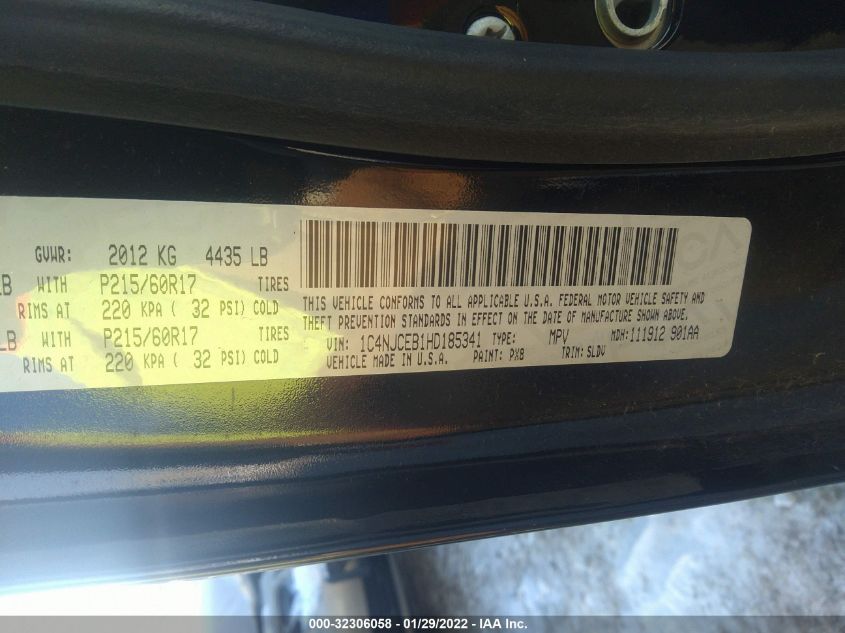 GVWR: 2012 KG 4435 LB
LB WITH P215/60R17 TIRES
RIMS AT 220 KPA ( 32 PSI) COLD
LB WITH P215/60R17 TIRES
RIMS AT 220 KPA ( 32 PSI) COLD
THIS VEHICLE CONFORMS TO ALL APPLICABLE U.S.A. FEDERAL MOTOR VEHICLE SAFETY AND
THEFT PREVENTION STANDARDS IN EFFECT ON THE DATE OF MANUFACTURE SHOWN ABOVE.
VIN: 1C4NJCEB1HD185341 TYPE: MPV MDH: 111912 901AA
VEHICLE MADE IN U.S.A. PAINT: PX8 TRIM: SLDV
000-32306058 - 01/29/2022 - IAA Inc.